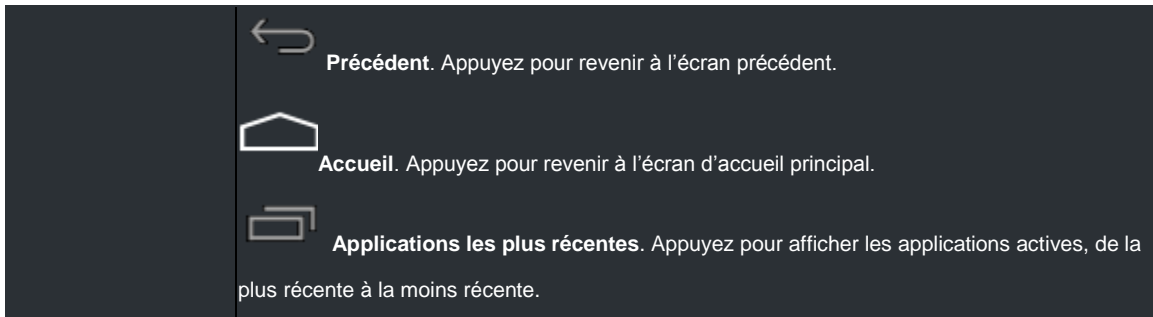 Précédent. Appuyez pour revenir à l’écran précédent.
Accueil. Appuyez pour revenir à l’écran d’accueil principal.
Applications les plus récentes. Appuyez pour afficher les applications actives, de la
plus récente à la moins récente.